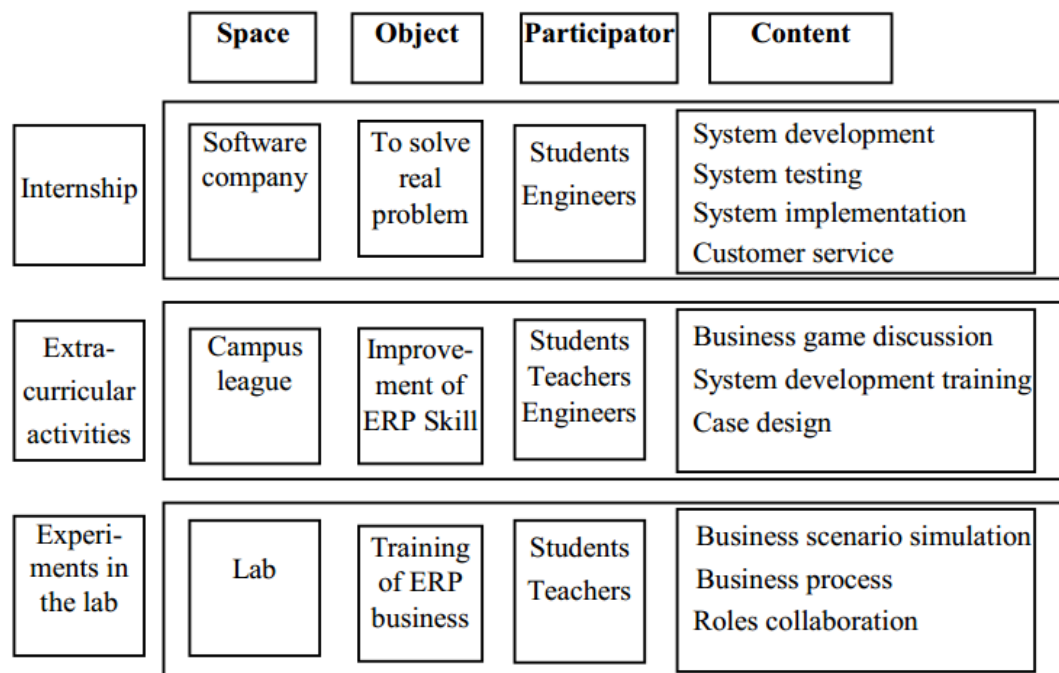 Space
Object
Participator
Content
Internship
Software
company
To solve
real
problem
Students
Engineers
System development
System testing
System implementation
Customer service
Extra-
curricular
activities
Campus
league
Improve-
ment of
ERP Skill
Students
Teachers
Engineers
Business game discussion
System development training
Case design
Experi-
ments in
the lab
Lab
Training
of ERP
business
Students
Teachers
Business scenario simulation
Business process
Roles collaboration